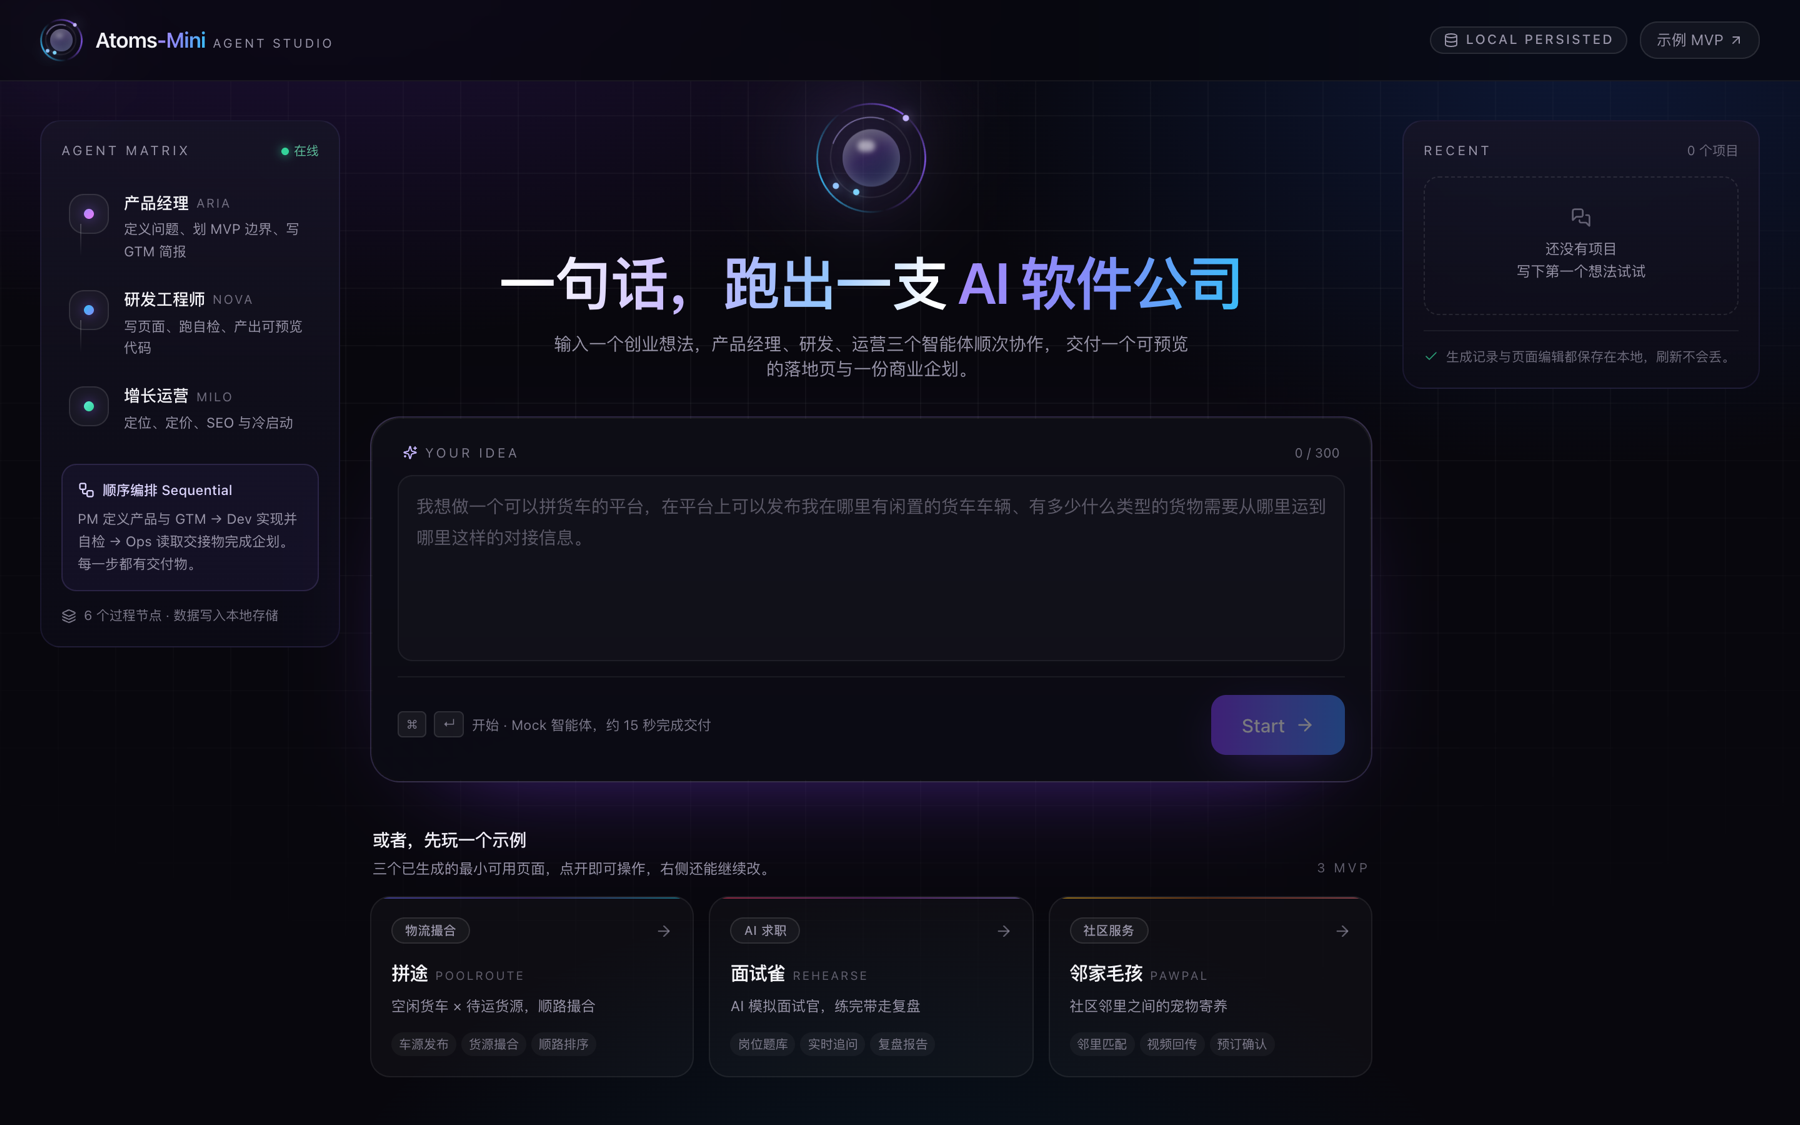 Atoms-Mini AGENT STUDIO
LOCAL PERSISTED
示例 MVP
AGENT MATRIX
在线
产品经理 ARIA
定义问题、划 MVP 边界、写
GTM 简报
研发工程师 NOVA
写页面、跑自检、产出可预览
代码
增长运营 MILO
定位、定价、SEO 与冷启动
顺序编排 Sequential
PM 定义产品与 GTM → Dev 实现并
自检 → Ops 读取交接物完成企划。
每一步都有交付物。
6 个过程节点 · 数据写入本地存储
一句话，跑出一支 AI 软件公司
输入一个创业想法，产品经理、研发、运营三个智能体顺次协作， 交付一个可预览
的落地页与一份商业企划。
YOUR IDEA
0 / 300
我想做一个可以拼货车的平台，在平台上可以发布我在哪里有闲置的货车车辆、有多少什么类型的货物需要从哪里运到
哪里这样的对接信息。
⌘ ↵ 开始 · Mock 智能体，约 15 秒完成交付
Start →
或者，先玩一个示例
三个已生成的最小可用页面，点开即可操作，右侧还能继续改。
3 MVP
物流撮合
拼途 POOLROUTE
空闲货车 × 待运货源，顺路撮合
车源发布 货源撮合 顺路排序
AI 求职
面试雀 REHEARSE
AI 模拟面试官，练完带走复盘
岗位题库 实时追问 复盘报告
社区服务
邻家毛孩 PAWPAL
社区邻里之间的宠物寄养
邻里匹配 视频回传 预订确认
RECENT
0 个项目
还没有项目
写下第一个想法试试
生成记录与页面编辑都保存在本地，刷新不会丢。